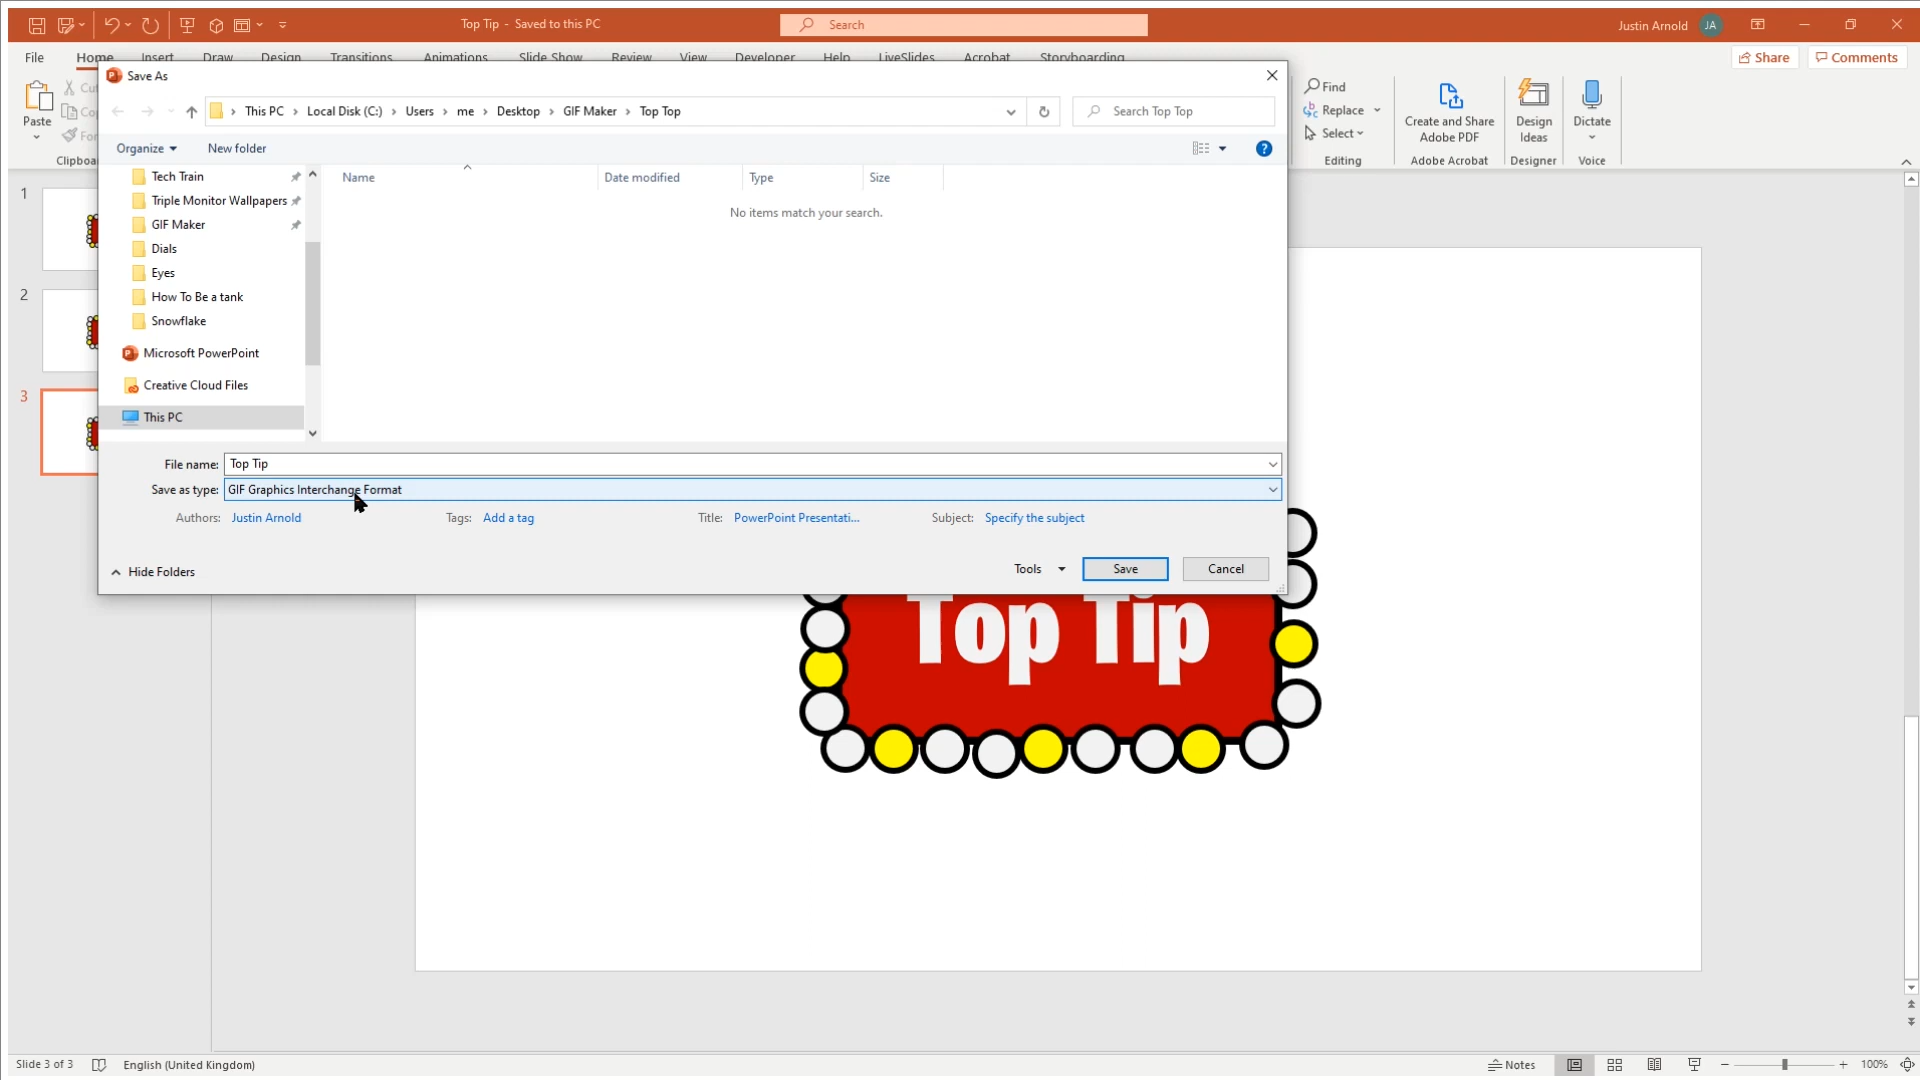 Top Tip - Saved to this PC
Search
Justin Arnold
JA
File
Home
Draw
Design
Transitions
Animations
Slide Show
Review
View
Developer
Help
LiveSlides
Acrobat
Storyboarding
Share
Comments
Save As
This PC
Local Disk (C:)
Users
me
Desktop
GIF Maker
Top Top
Search Top Top
Paste
Find
Replace
Select
Editing
Create and Share
Adobe PDF
Adobe Acrobat
Design
Ideas
Designer
Dictate
Voice
Organize
New folder
Name
Date modified
Type
Size
No items match your search.
Tech Train
Triple Monitor Wallpapers
GIF Maker
Dials
Eyes
How To Be a tank
Snowflake
Microsoft PowerPoint
Creative Cloud Files
This PC
1
2
3
File name: Top Tip
Save as type: GIF Graphics Interchange Format
Authors: Justin Arnold
Tags: Add a tag
Title: PowerPoint Presentati...
Subject: Specify the subject
Hide Folders
Tools
Save
Cancel
Top Tip
Slide 3 of 3
English (United Kingdom)
Notes
100%